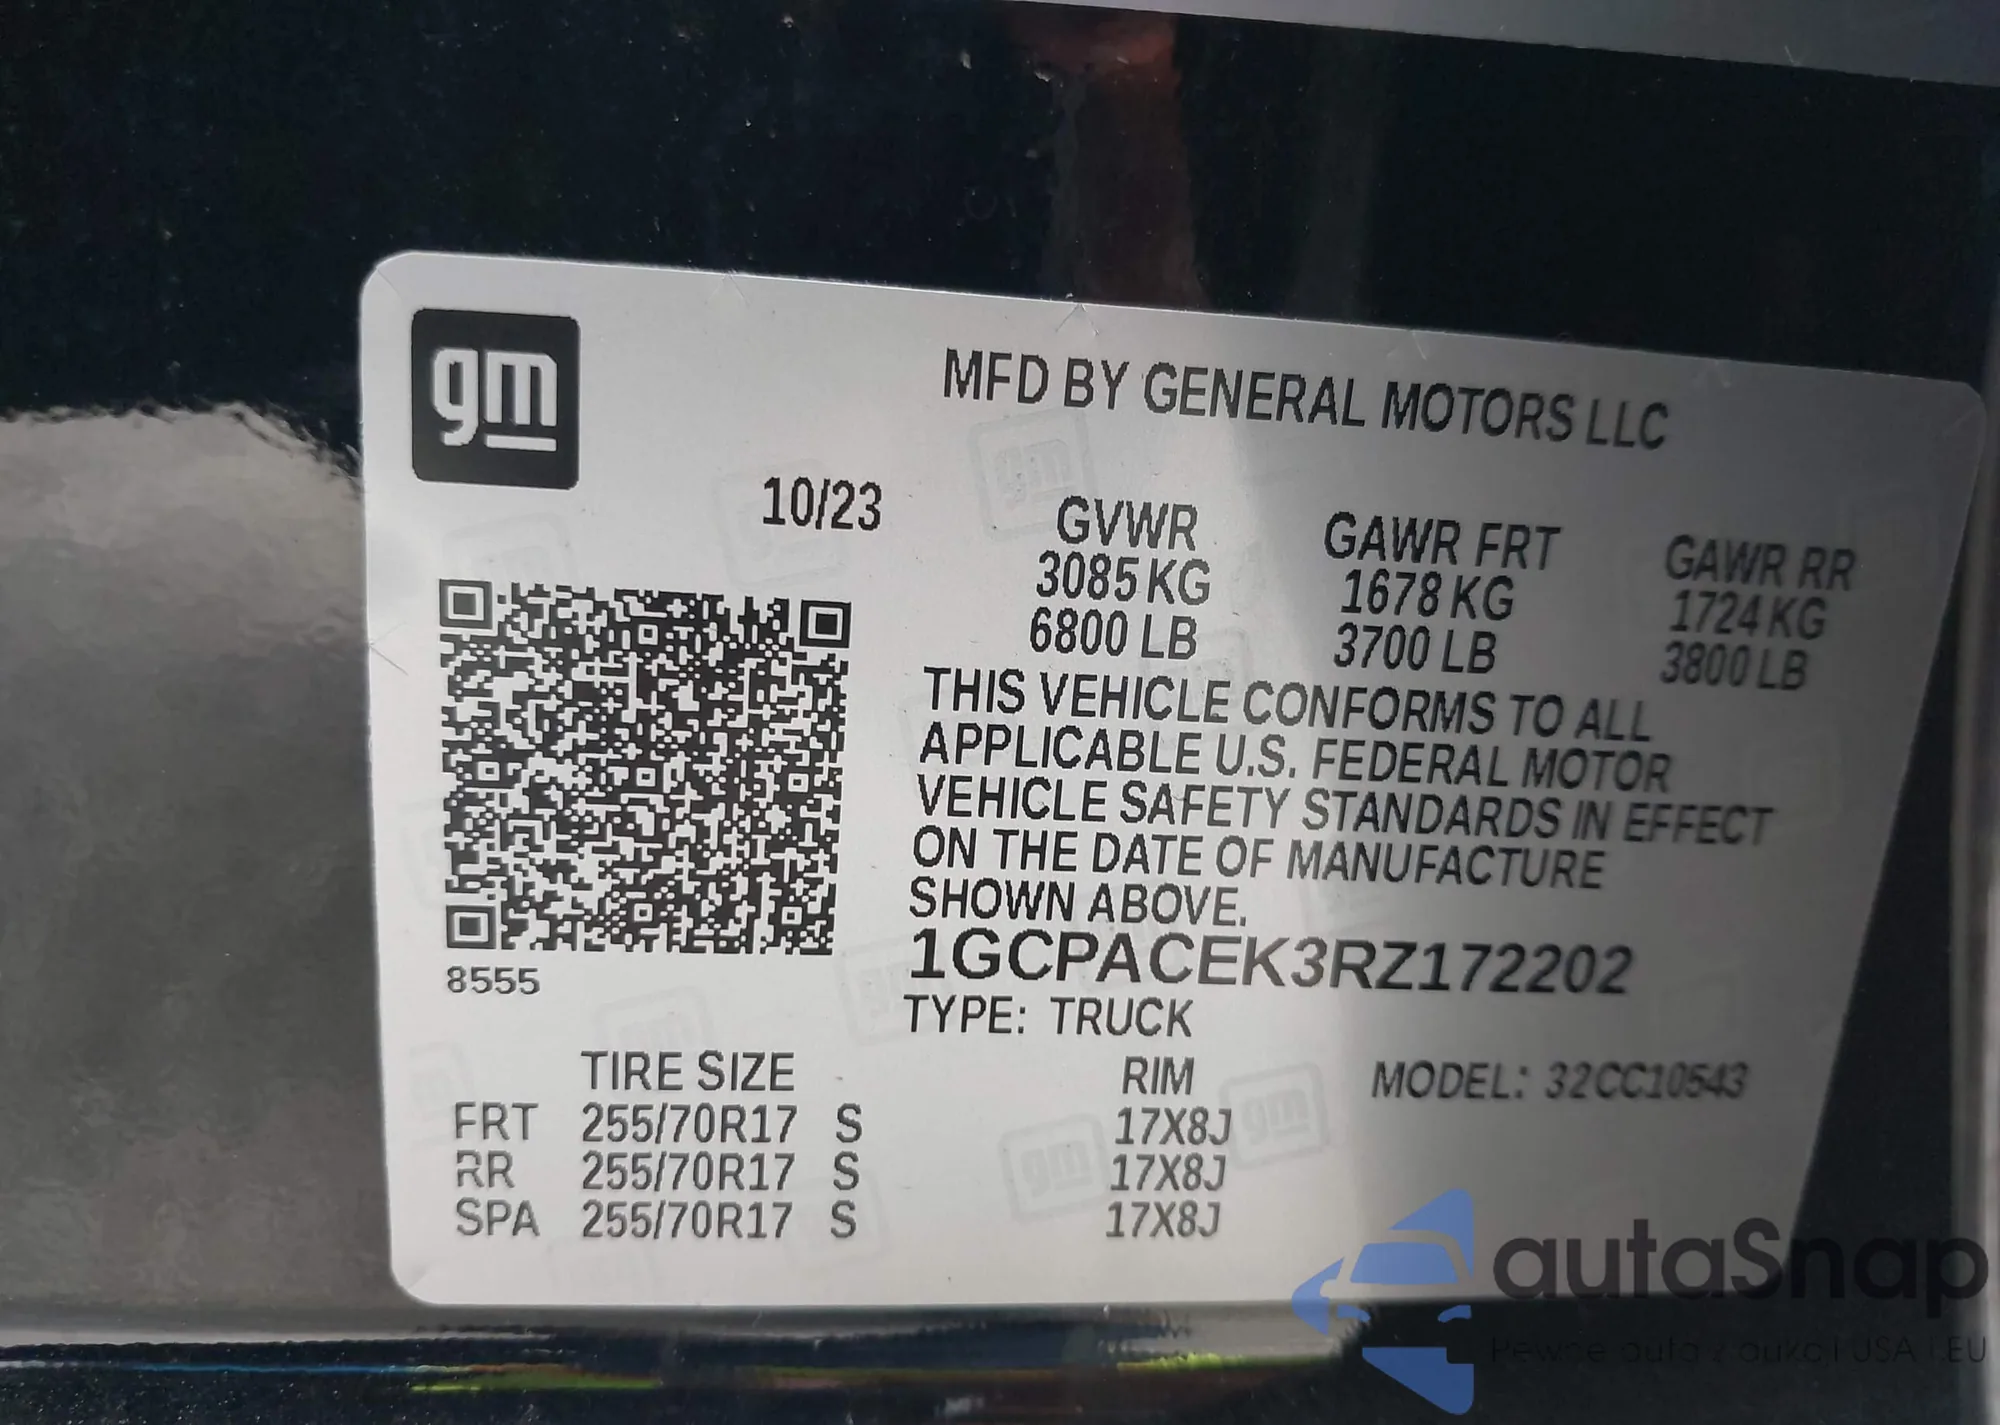 gm
MFD BY GENERAL MOTORS LLC
10/23
GVWR GAWR FRT GAWR RR
3085 KG 1678 KG 1724 KG
6800 LB 3700 LB 3800 LB
THIS VEHICLE CONFORMS TO ALL
APPLICABLE U.S. FEDERAL MOTOR
VEHICLE SAFETY STANDARDS IN EFFECT
ON THE DATE OF MANUFACTURE
SHOWN ABOVE.
1GCPACEK3RZ172202
8555
TYPE: TRUCK
TIRE SIZE RIM MODEL: 32CC10543
FRT 255/70R17 S 17X8J
RR 255/70R17 S 17X8J
SPA 255/70R17 S 17X8J
autaSnap
auta USA i EU